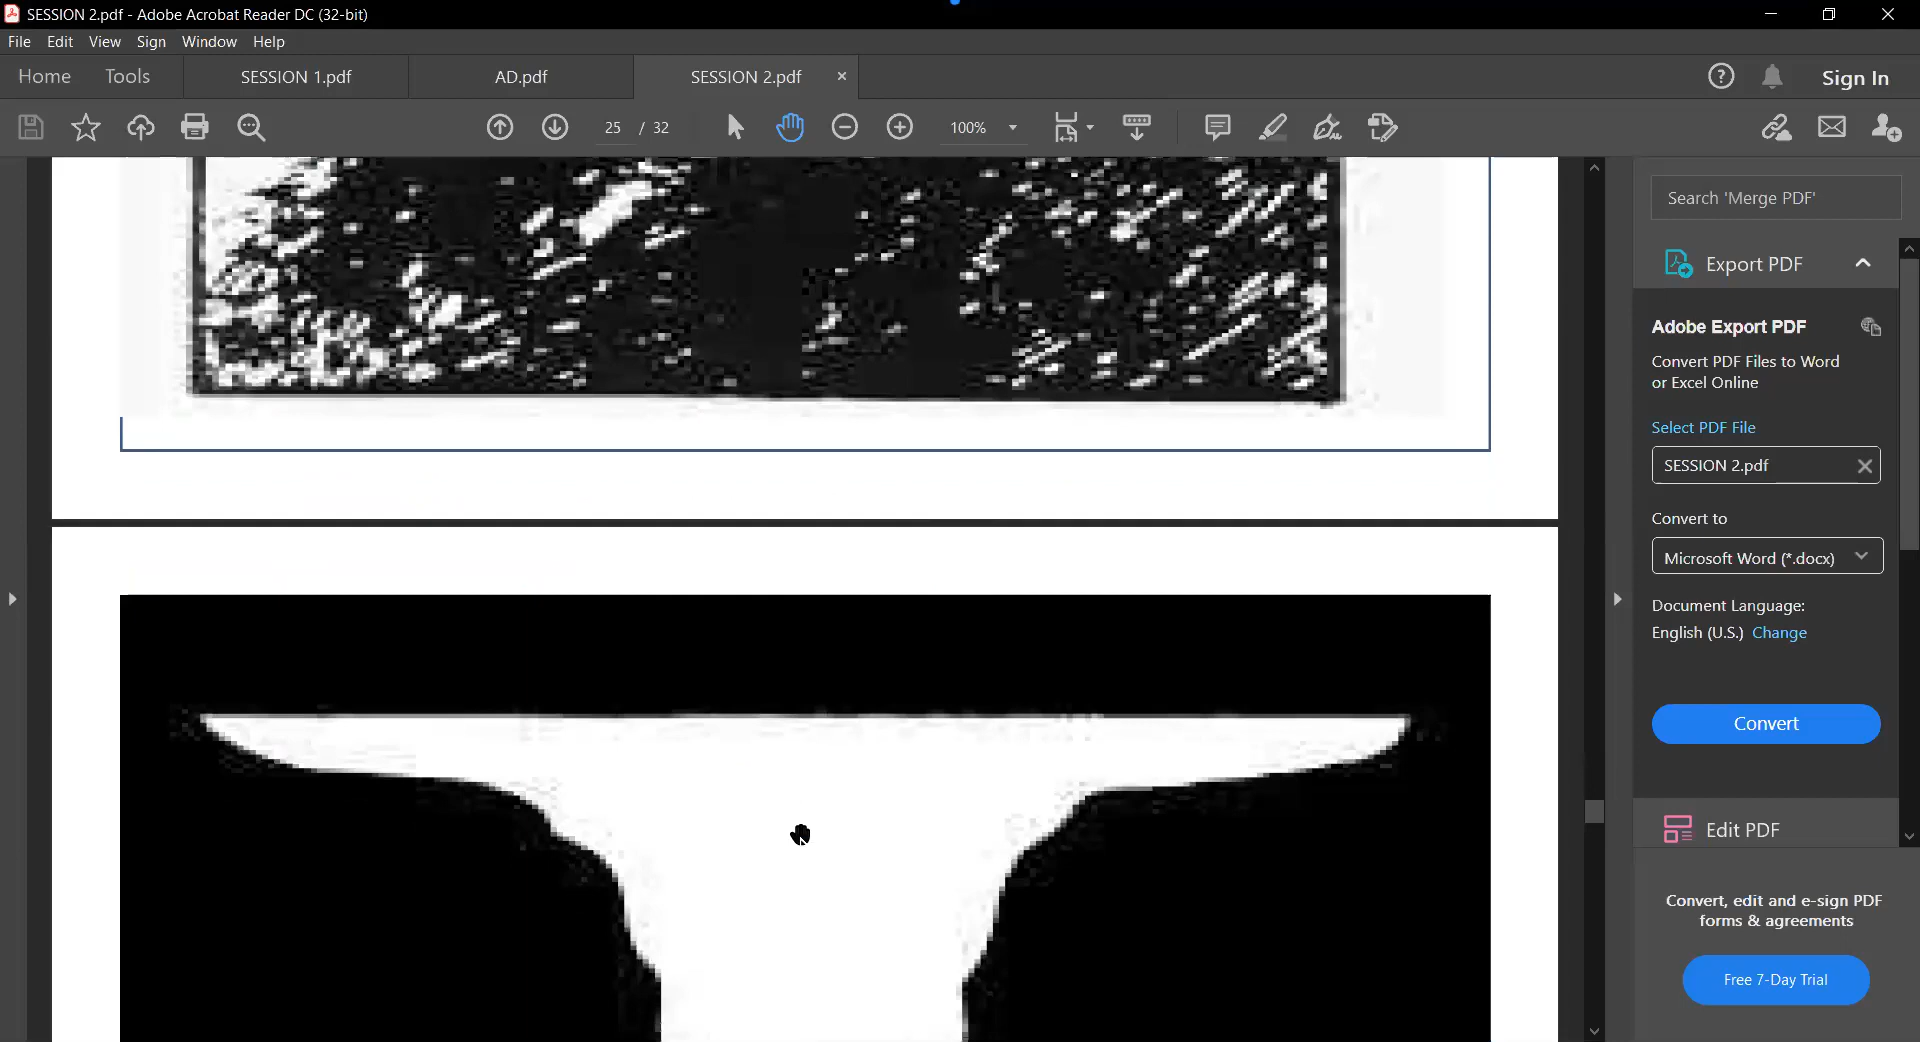 SESSION 2.pdf - Adobe Acrobat Reader DC (32-bit)
File Edit View Sign Window Help
Home Tools SESSION 1.pdf AD.pdf SESSION 2.pdf × Sign In
25 / 32 100%
Search 'Merge PDF'
Export PDF
Adobe Export PDF
Convert PDF Files to Word
or Excel Online
Select PDF File
SESSION 2.pdf
Convert to
Microsoft Word (*.docx)
Document Language:
English (U.S.) Change
Convert
Edit PDF
Convert, edit and e-sign PDF
forms & agreements
Free 7-Day Trial